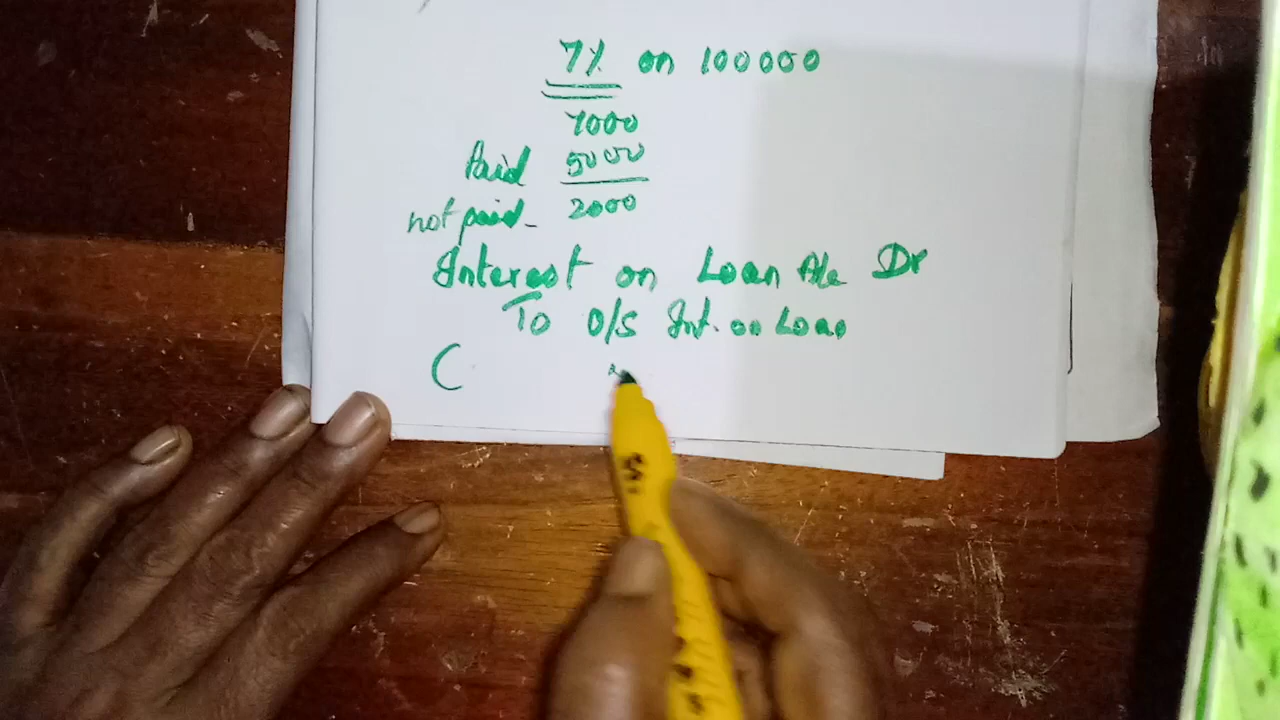 7% on 100000
7000
Paid 5000
not paid - 2000
Interest on Loan A/c Dr
To O/S Int. on Loan
(